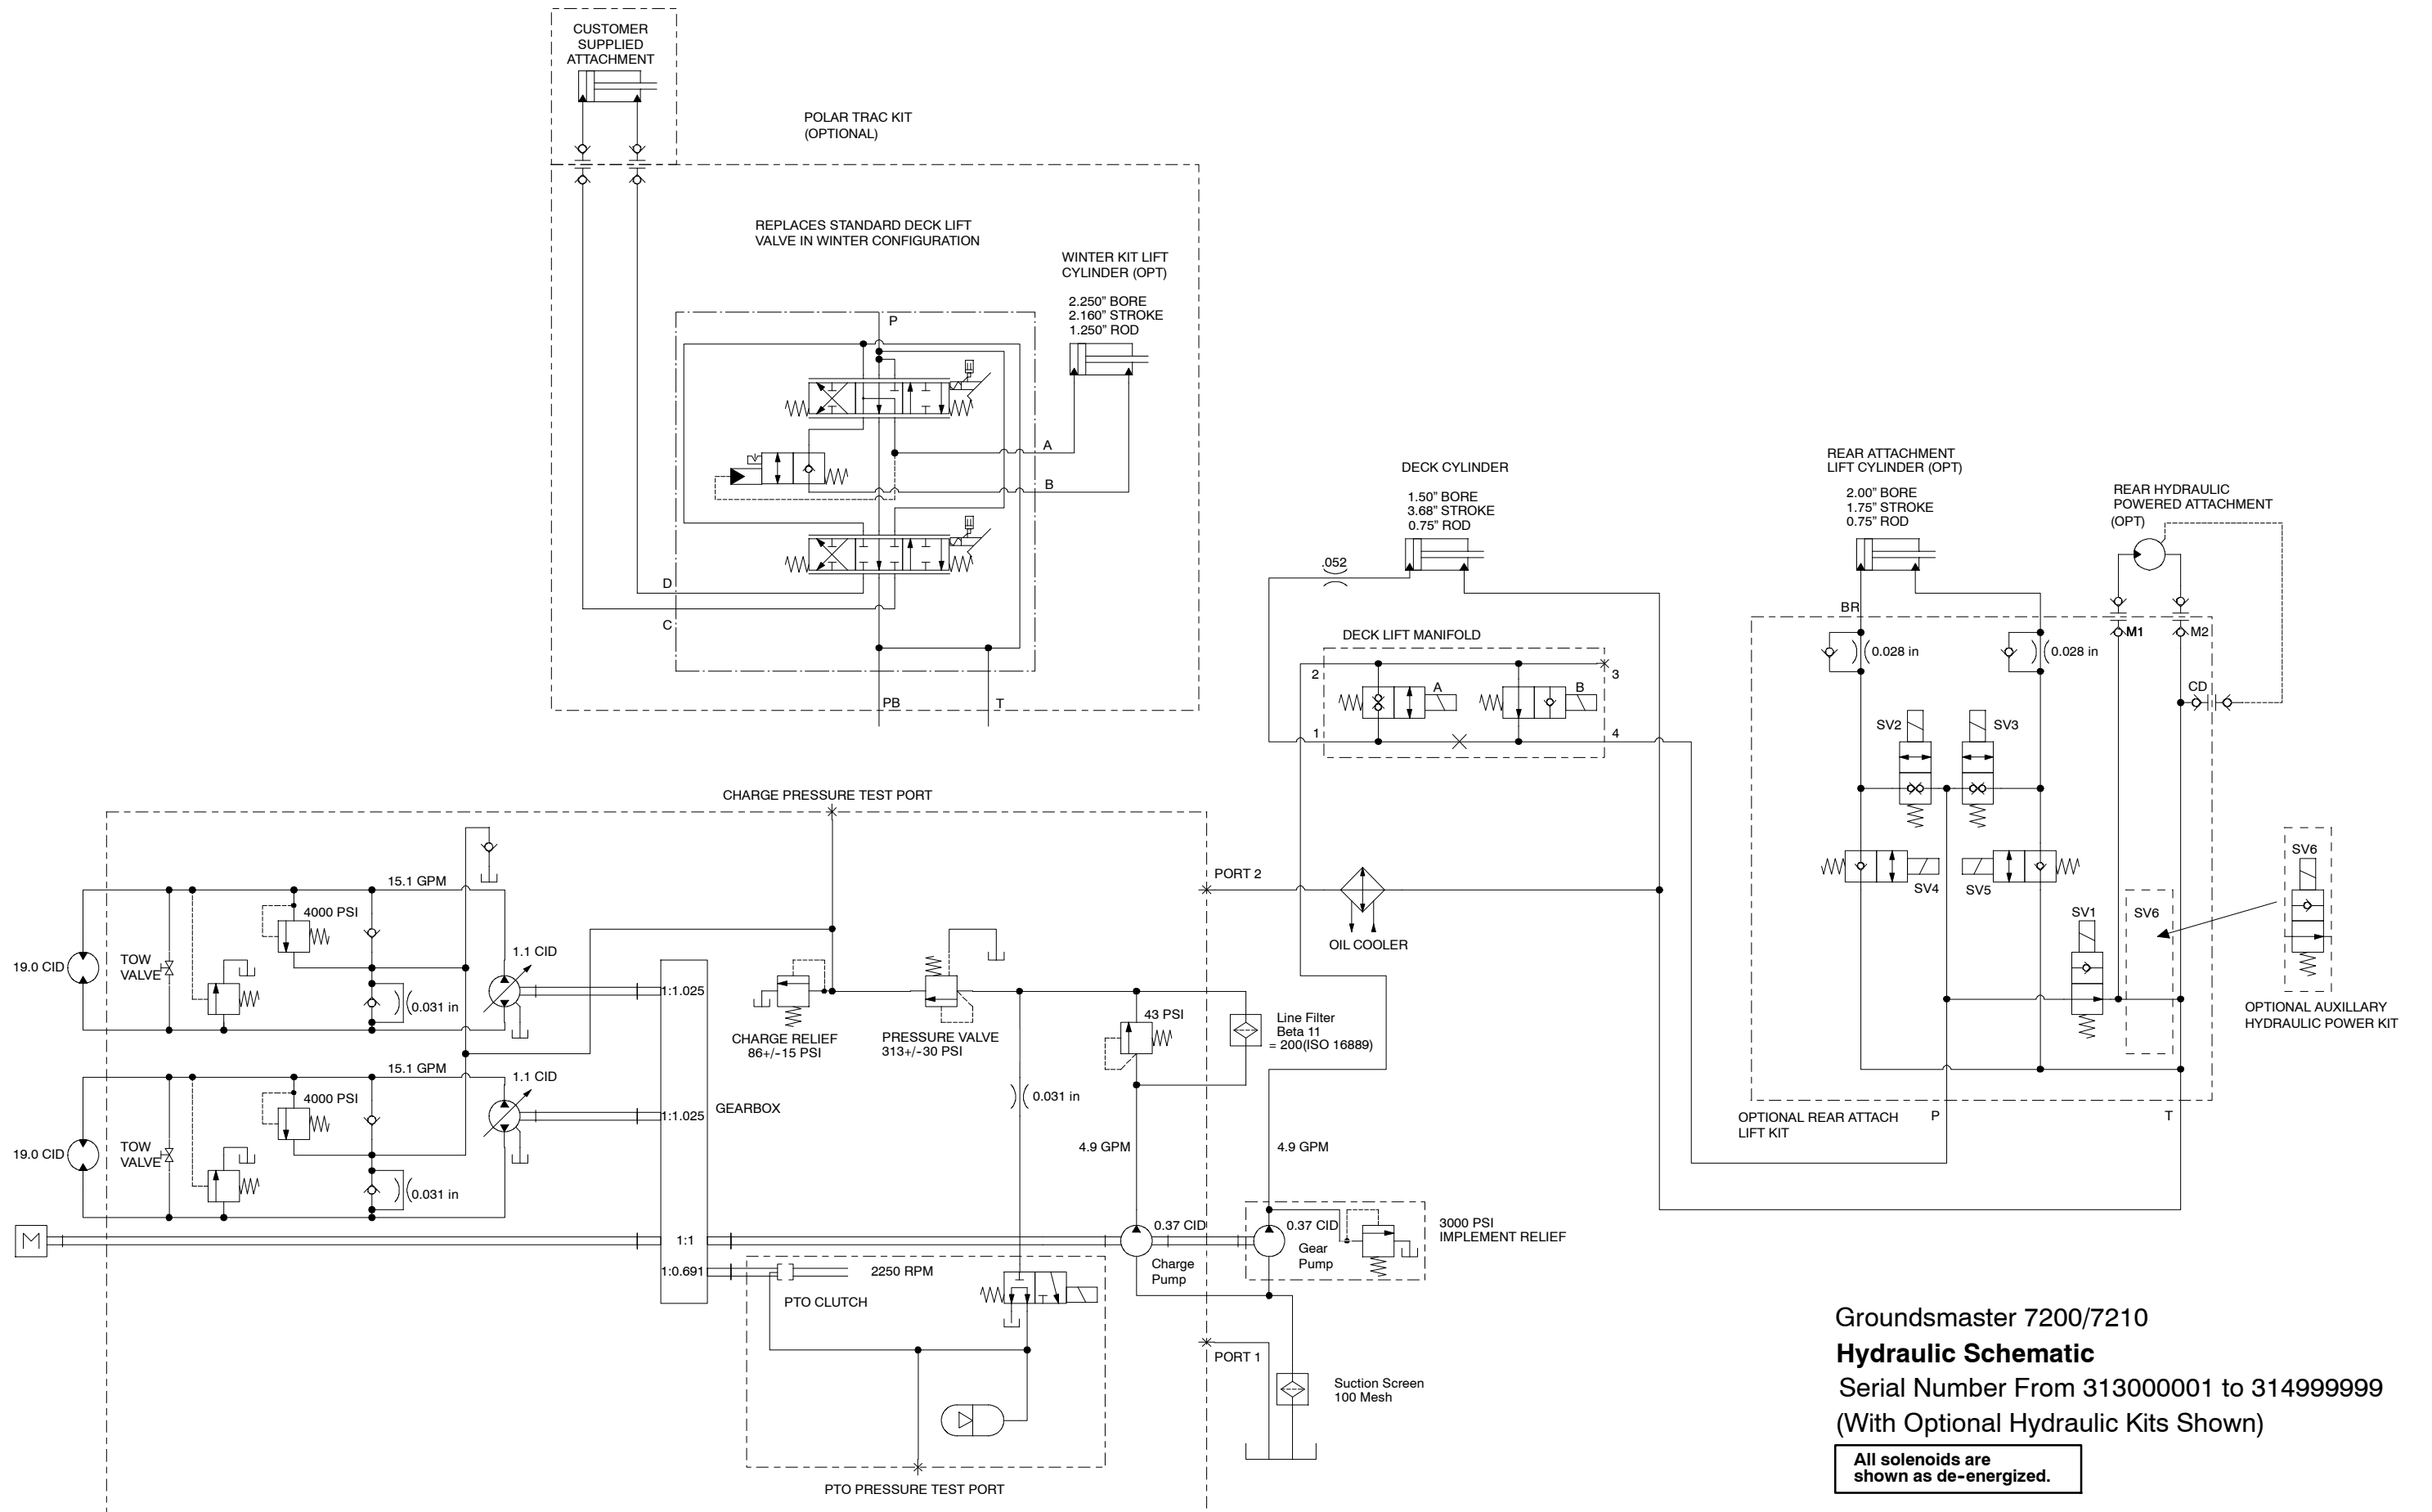 CUSTOMER
SUPPLIED
ATTACHMENT
POLAR TRAC KIT
(OPTIONAL)
REPLACES STANDARD DECK LIFT
VALVE IN WINTER CONFIGURATION
WINTER KIT LIFT
CYLINDER (OPT)
2.250” BORE
2.160” STROKE
1.250” ROD
P
A
B
D
C
PB
T
DECK CYLINDER
1.50” BORE
3.68” STROKE
0.75” ROD
.052
DECK LIFT MANIFOLD
2
3
A
B
1
4
REAR ATTACHMENT
LIFT CYLINDER (OPT)
2.00” BORE
1.75” STROKE
0.75” ROD
REAR HYDRAULIC
POWERED ATTACHMENT
(OPT)
BR
M1
M2
0.028 in
0.028 in
CD
SV2
SV3
SV4
SV5
SV1
SV6
SV6
OPTIONAL AUXILLARY
HYDRAULIC POWER KIT
OPTIONAL REAR ATTACH
LIFT KIT
P
T
CHARGE PRESSURE TEST PORT
PORT 2
OIL COOLER
15.1 GPM
4000 PSI
1.1 CID
19.0 CID
TOW
VALVE
0.031 in
1:1.025
CHARGE RELIEF
86+/-15 PSI
PRESSURE VALVE
313+/-30 PSI
43 PSI
Line Filter
Beta 11
= 200(ISO 16889)
15.1 GPM
4000 PSI
1.1 CID
19.0 CID
TOW
VALVE
0.031 in
1:1.025
GEARBOX
0.031 in
4.9 GPM
4.9 GPM
M
1:1
0.37 CID
Charge
Pump
0.37 CID
Gear
Pump
3000 PSI
IMPLEMENT RELIEF
1:0.691
2250 RPM
PTO CLUTCH
PORT 1
Suction Screen
100 Mesh
PTO PRESSURE TEST PORT
Groundsmaster 7200/7210
Hydraulic Schematic
Serial Number From 313000001 to 314999999
(With Optional Hydraulic Kits Shown)
All solenoids are
shown as de-energized.